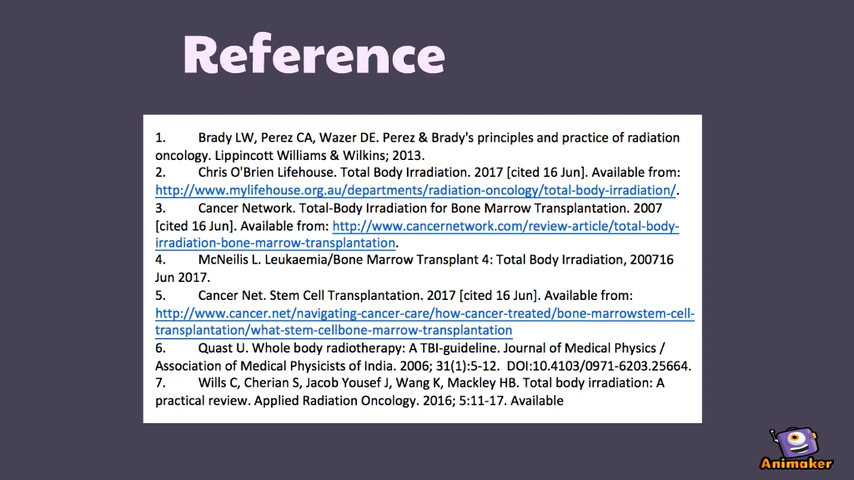 Reference
1. Brady LW, Perez CA, Wazer DE. Perez & Brady's principles and practice of radiation
oncology. Lippincott Williams & Wilkins; 2013.
2. Chris O'Brien Lifehouse. Total Body Irradiation. 2017 [cited 16 Jun]. Available from:
http://www.mylifehouse.org.au/departments/radiation-oncology/total-body-irradiation/.
3. Cancer Network. Total-Body Irradiation for Bone Marrow Transplantation. 2007
[cited 16 Jun]. Available from: http://www.cancernetwork.com/review-article/total-body-
irradiation-bone-marrow-transplantation.
4. McNeilis L. Leukaemia/Bone Marrow Transplant 4: Total Body Irradiation, 200716
Jun 2017.
5. Cancer Net. Stem Cell Transplantation. 2017 [cited 16 Jun]. Available from:
http://www.cancer.net/navigating-cancer-care/how-cancer-treated/bone-marrowstem-cell-
transplantation/what-stem-cellbone-marrow-transplantation
6. Quast U. Whole body radiotherapy: A TBI-guideline. Journal of Medical Physics /
Association of Medical Physicists of India. 2006; 31(1):5-12. DOI:10.4103/0971-6203.25664.
7. Wills C, Cherian S, Jacob Yousef J, Wang K, Mackley HB. Total body irradiation: A
practical review. Applied Radiation Oncology. 2016; 5:11-17. Available
Animaker